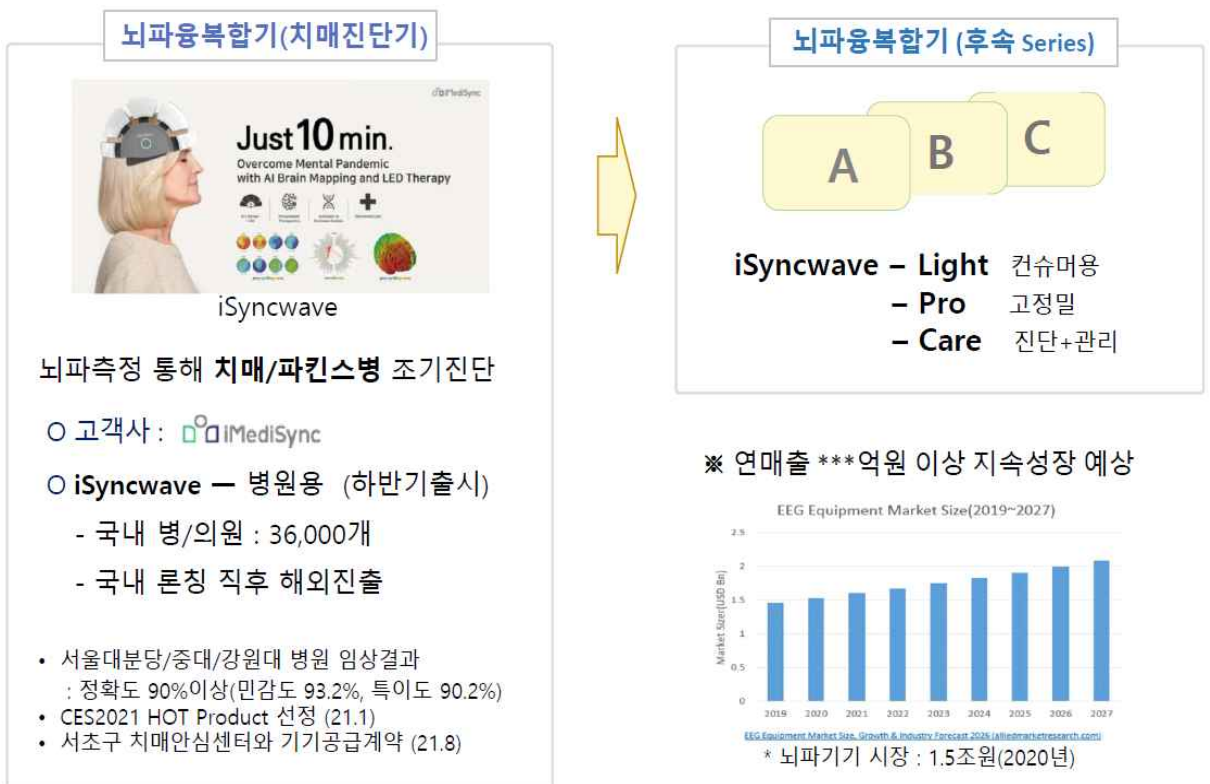 뇌파융복합기(치매진단기)
iMediSync
Just 10 min.
Overcome Mental Pandemic
with AI Brain Mapping and LED Therapy
iSyncwave
뇌파측정 통해 치매/파킨스병 조기진단
O 고객사 : iMediSync
O iSyncwave – 병원용 (하반기출시)
- 국내 병/의원 : 36,000개
- 국내 론칭 직후 해외진출
• 서울대분당/중대/강원대 병원 임상결과
: 정확도 90%이상(민감도 93.2%, 특이도 90.2%)
• CES2021 HOT Product 선정 (21.1)
• 서초구 치매안심센터와 기기공급계약 (21.8)
뇌파융복합기 (후속 Series)
A
B
C
iSyncwave – Light 컨슈머용
– Pro 고정밀
– Care 진단+관리
※ 연매출 ***억원 이상 지속성장 예상
EEG Equipment Market Size(2019~2027)
Market Sizer(USD Bn)
2.5
2
1.5
1
0.5
0
2019 2020 2021 2022 2023 2024 2025 2026 2027
EEG Equipment Market Size, Growth & Industry Forecast 2026 (alliedmarketresearch.com)
* 뇌파기기 시장 : 1.5조원(2020년)